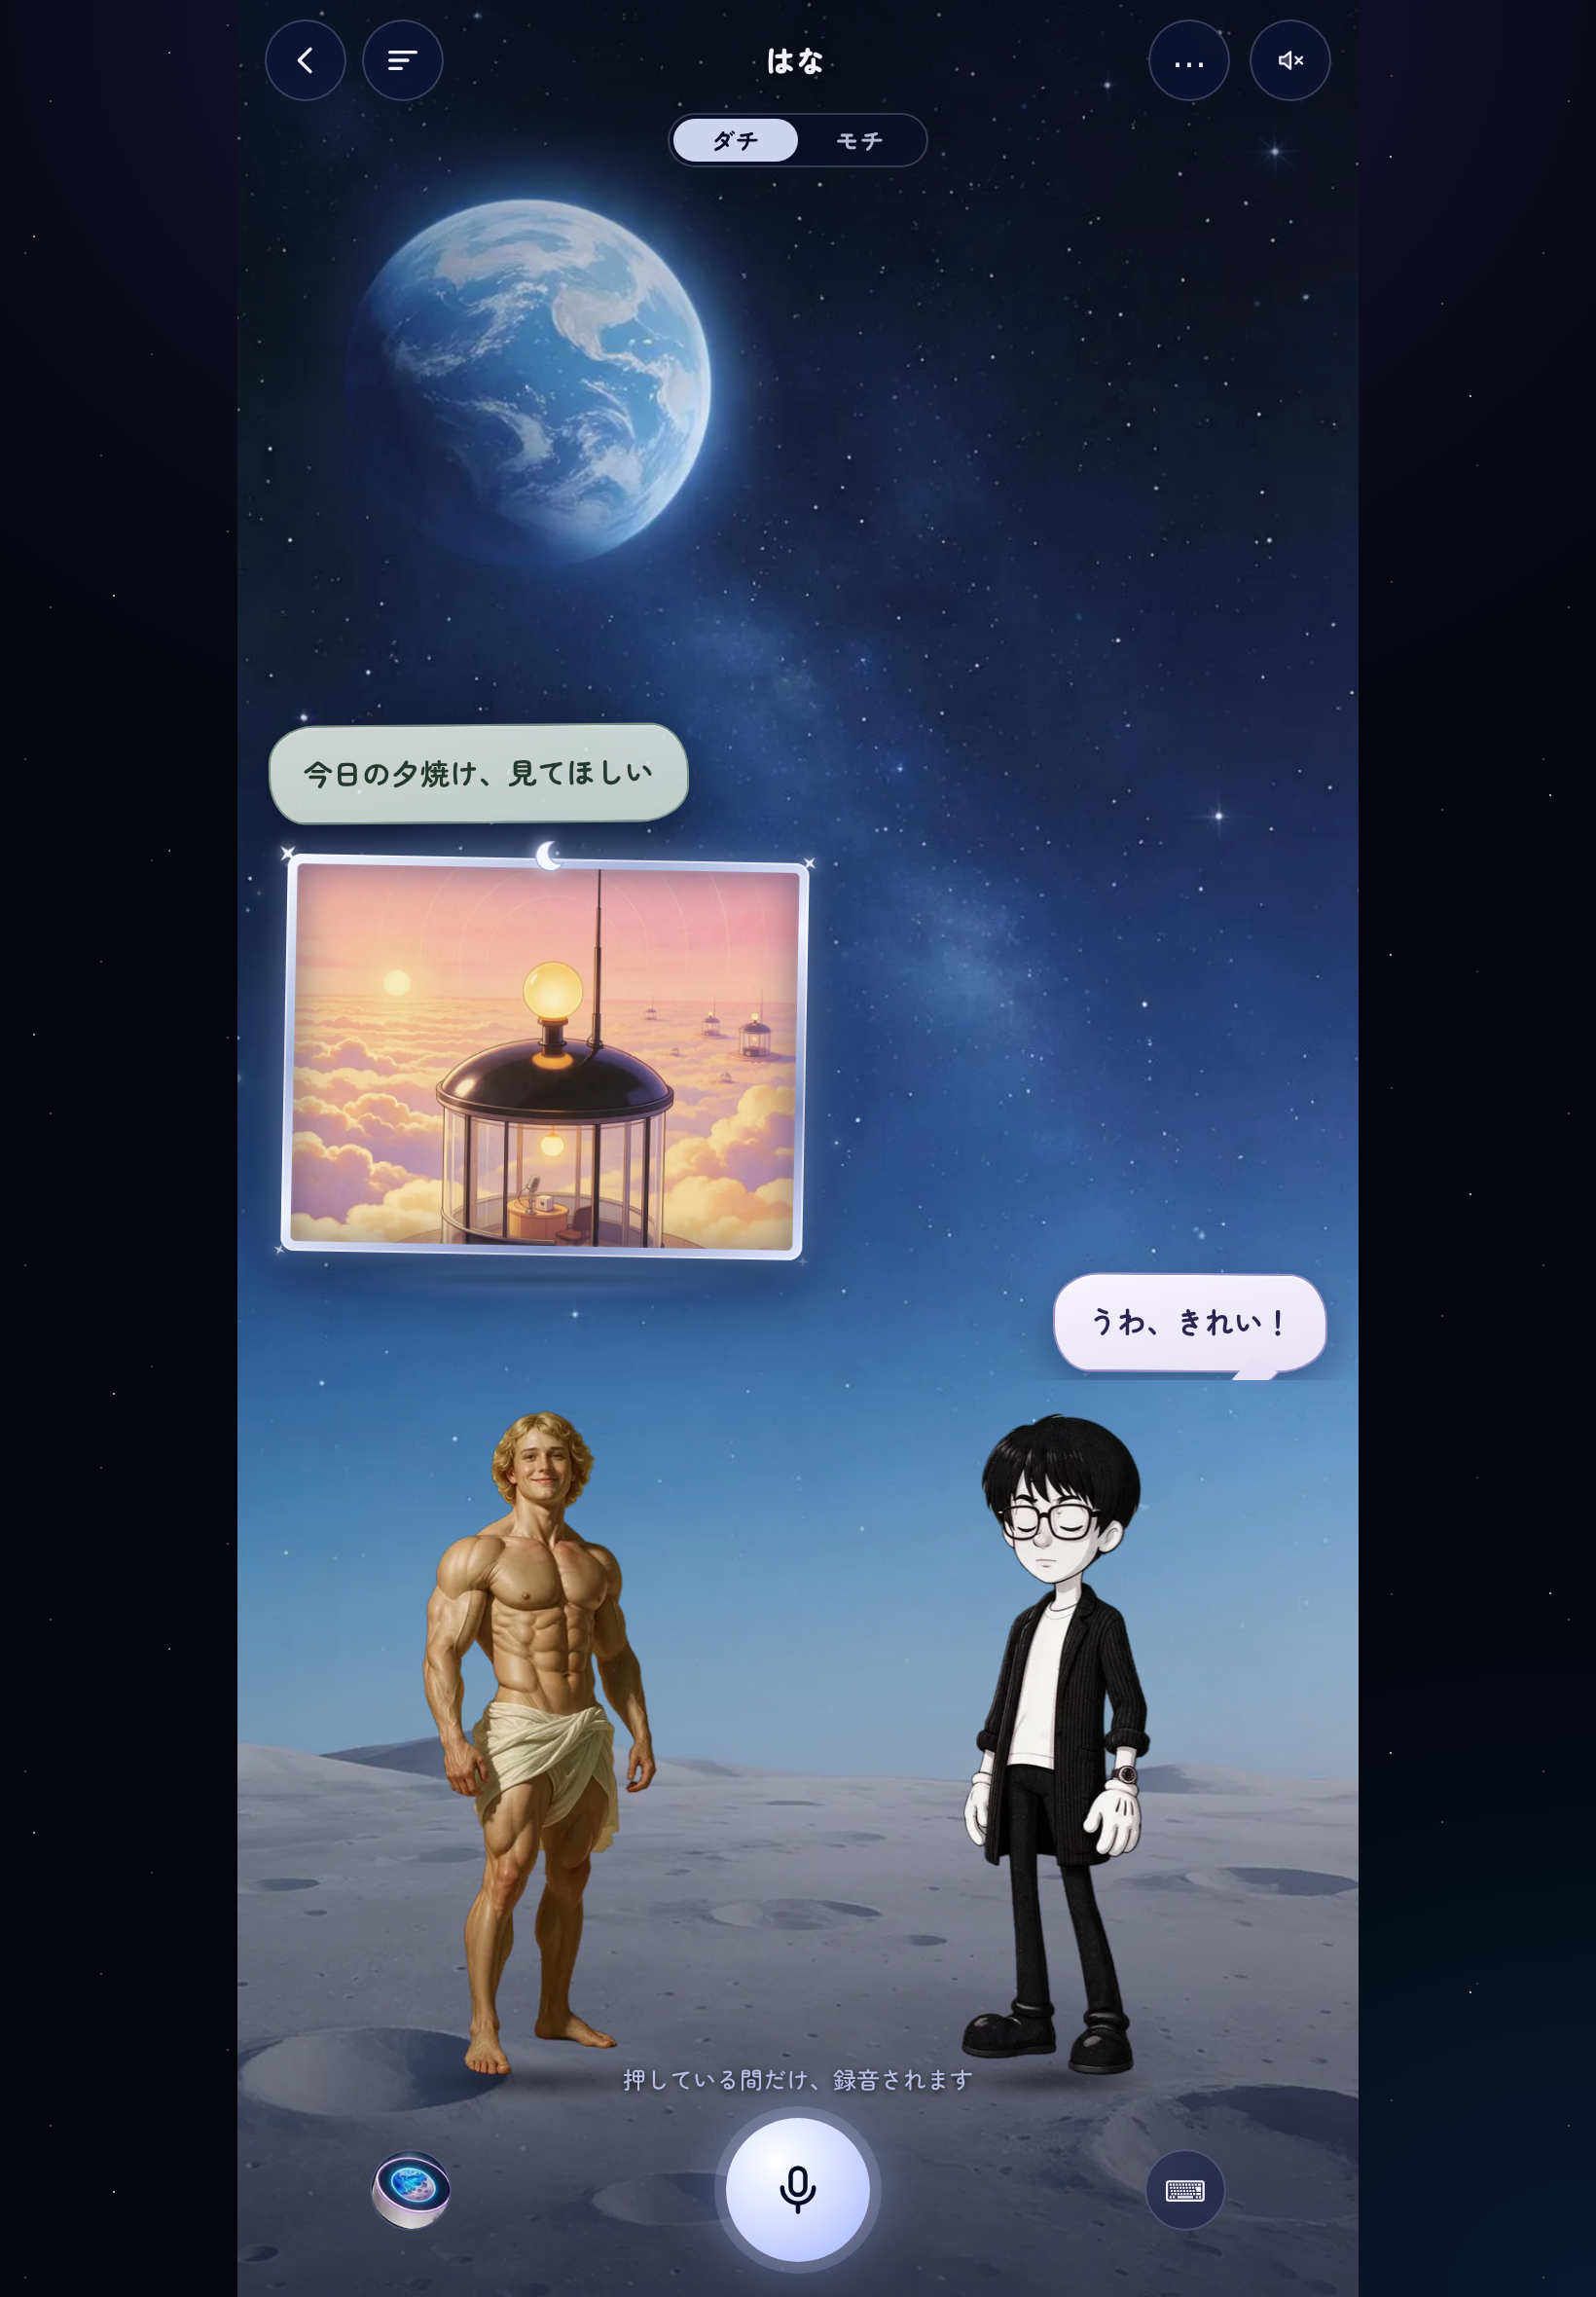 はな
ダチ
モチ
今日の夕焼け、見てほしい
うわ、きれい！
押している間だけ、録音されます